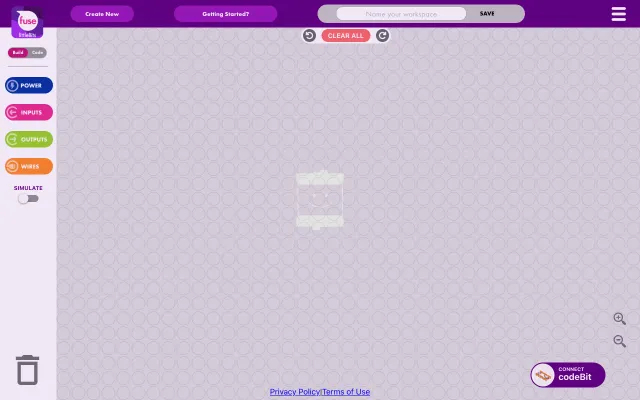 fuse
littleBits
Create New
Getting Started?
Name your workspace
SAVE
CLEAR ALL
Build
Code
POWER
INPUTS
OUTPUTS
WIRES
SIMULATE
CONNECT
codeBit
Privacy Policy|Terms of Use